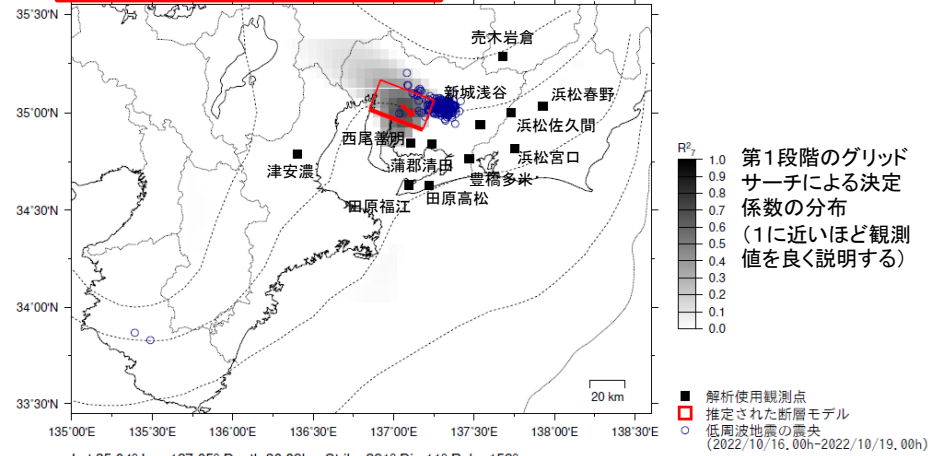 35°30'N
35°00'N
34°30'N
34°00'N
33°30'N
135°00'E
135°30'E
136°00'E
136°30'E
137°00'E
137°30'E
138°00'E
138°30'E
売木岩倉
新城浅谷
浜松春野
浜松佐久間
西尾善明
浜松宮口
津安濃
蒲郡清田
豊橋多米
田原福江
田原高松
20 km
R²₇
1.0
0.9
0.8
0.7
0.6
0.5
0.4
0.3
0.2
0.1
0.0
第1段階のグリッド
サーチによる決定
係数の分布
(1に近いほど観測
値を良く説明する)
解析使用観測点
推定された断層モデル
低周波地震の震央
(2022/10/16.00h-2022/10/19.00h)